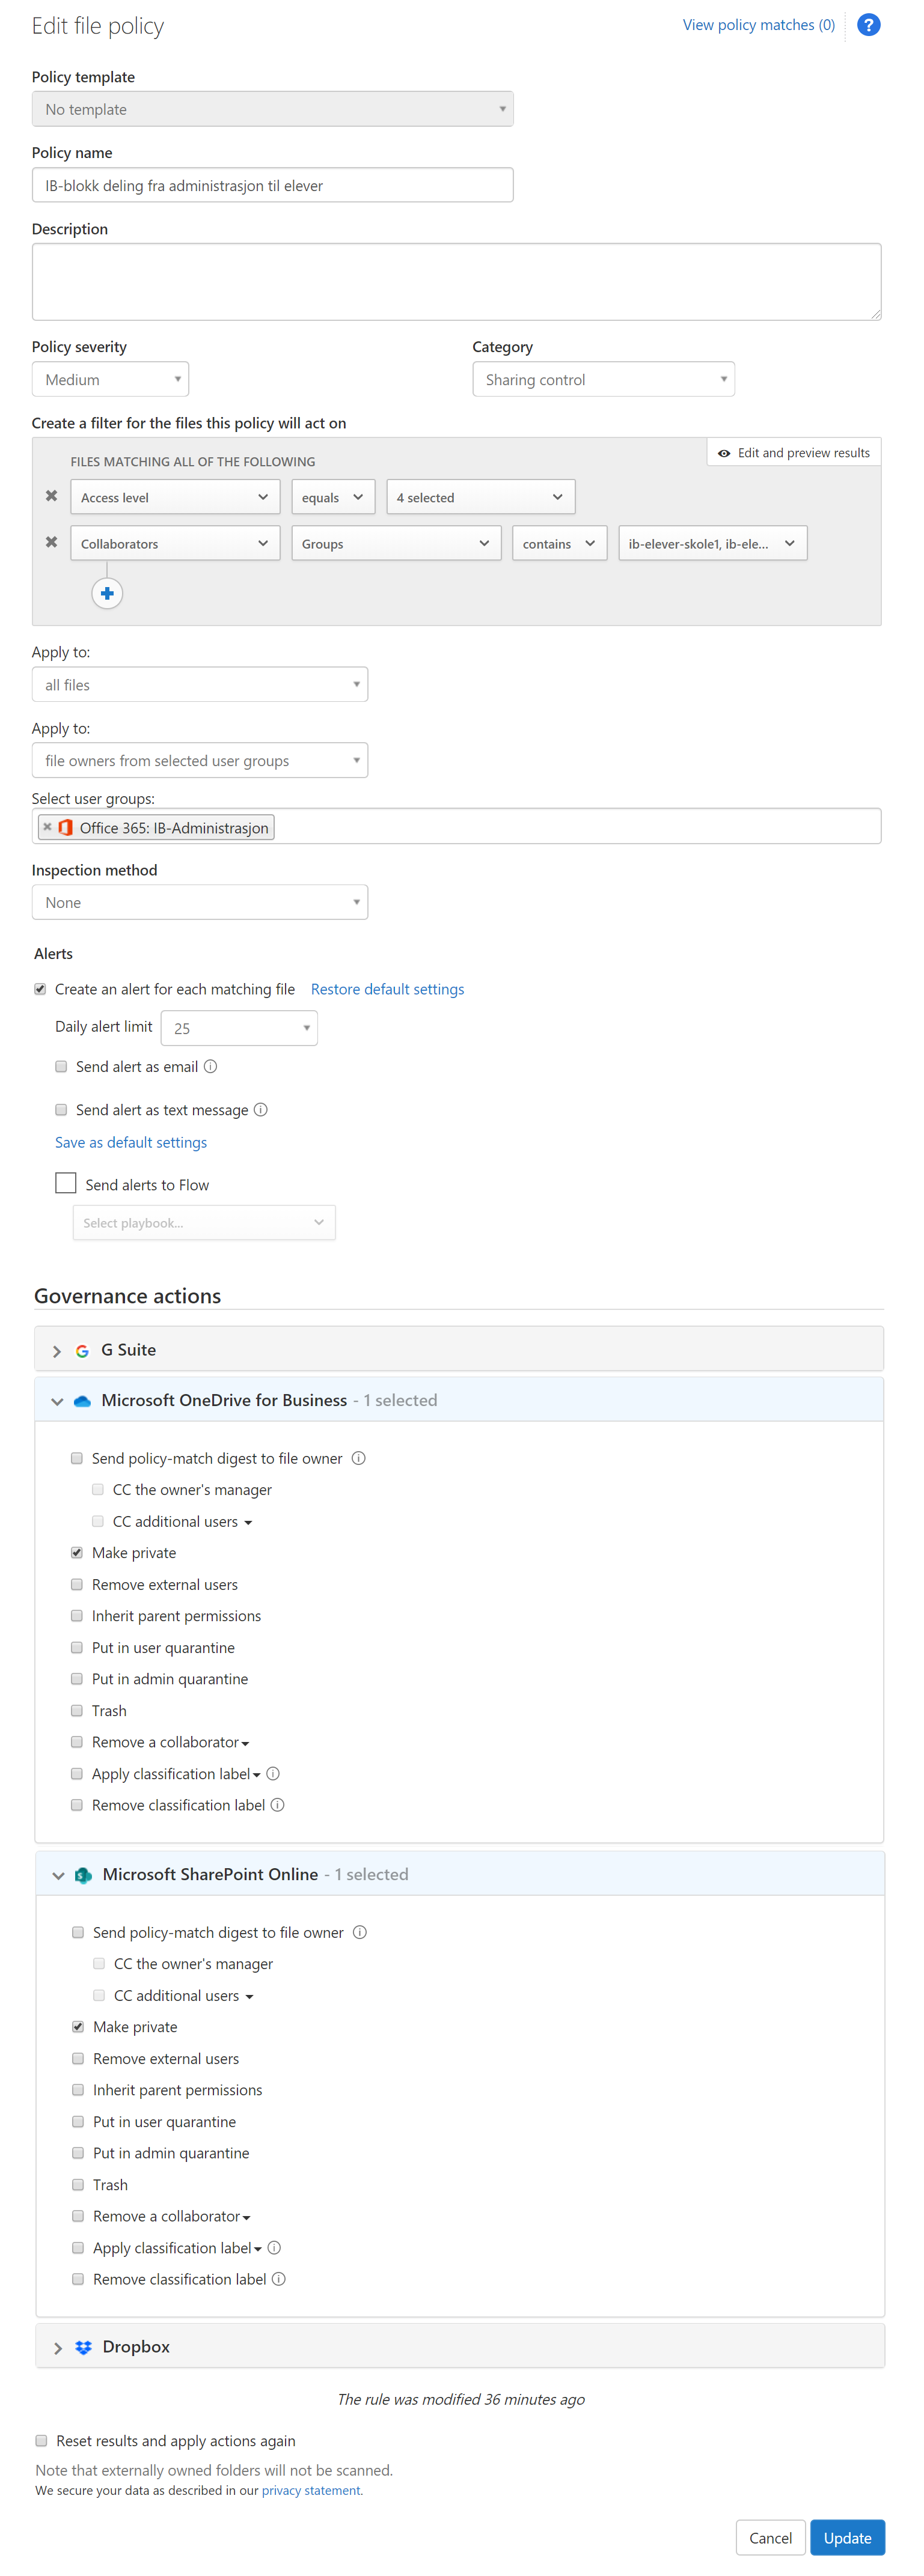 Edit file policy
View policy matches (0)
?
Policy template
No template
Policy name
IB-blokk deling fra administrasjon til elever
Description
Policy severity
Category
Medium
Sharing control
Create a filter for the files this policy will act on
FILES MATCHING ALL OF THE FOLLOWING
Edit and preview results
Access level
equals
4 selected
Collaborators
Groups
contains
ib-elever-skole1, ib-ele...
Apply to:
all files
Apply to:
file owners from selected user groups
Select user groups:
Office 365: IB-Administrasjon
Inspection method
None
Alerts
Create an alert for each matching file
Restore default settings
Daily alert limit
25
Send alert as email
Send alert as text message
Save as default settings
Send alerts to Flow
Select playbook...
Governance actions
G Suite
Microsoft OneDrive for Business - 1 selected
Send policy-match digest to file owner
CC the owner's manager
CC additional users
Make private
Remove external users
Inherit parent permissions
Put in user quarantine
Put in admin quarantine
Trash
Remove a collaborator
Apply classification label
Remove classification label
Microsoft SharePoint Online - 1 selected
Send policy-match digest to file owner
CC the owner's manager
CC additional users
Make private
Remove external users
Inherit parent permissions
Put in user quarantine
Put in admin quarantine
Trash
Remove a collaborator
Apply classification label
Remove classification label
Dropbox
The rule was modified 36 minutes ago
Reset results and apply actions again
Note that externally owned folders will not be scanned.
We secure your data as described in our privacy statement.
Cancel
Update